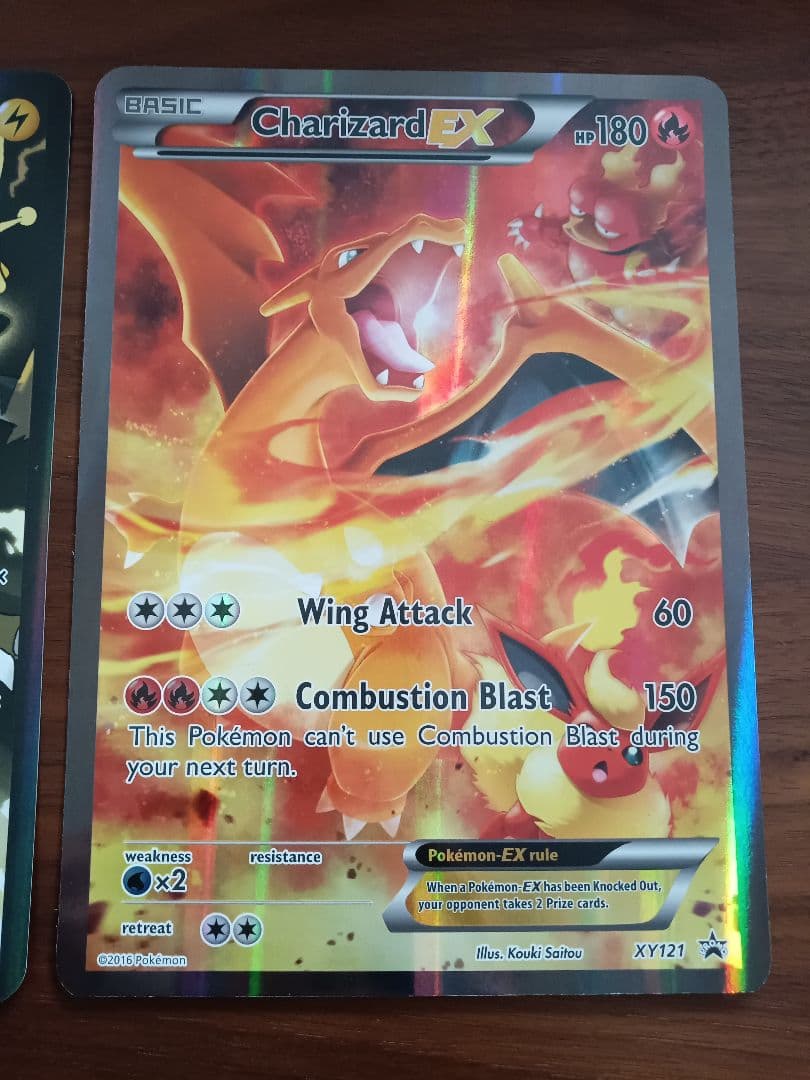 BASIC
Charizard EX
HP 180
Wing Attack 60
Combustion Blast 150
This Pokémon can't use Combustion Blast during
your next turn.
weakness resistance
×2
Pokémon-EX rule
When a Pokémon-EX has been Knocked Out,
your opponent takes 2 Prize cards.
retreat
©2016 Pokémon
Illus. Kouki Saitou
XY121
PROMO